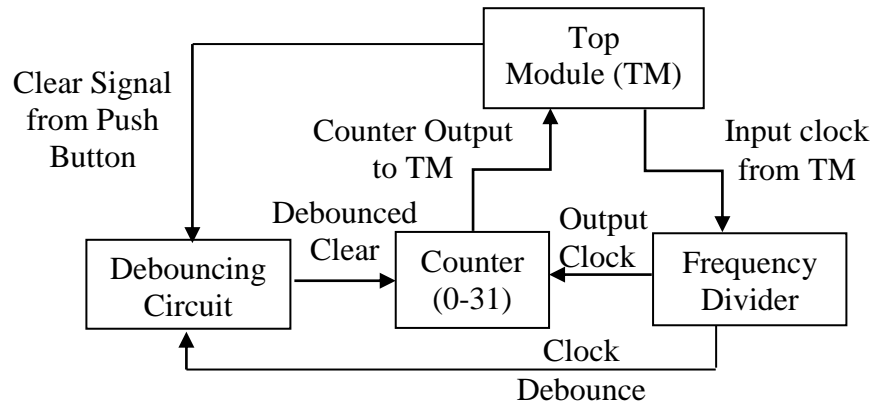 Top
Module (TM)
Clear Signal
from Push
Button
Counter Output
to TM
Input clock
from TM
Debounced
Clear
Output
Clock
Debouncing
Circuit
Counter
(0-31)
Frequency
Divider
Clock
Debounce